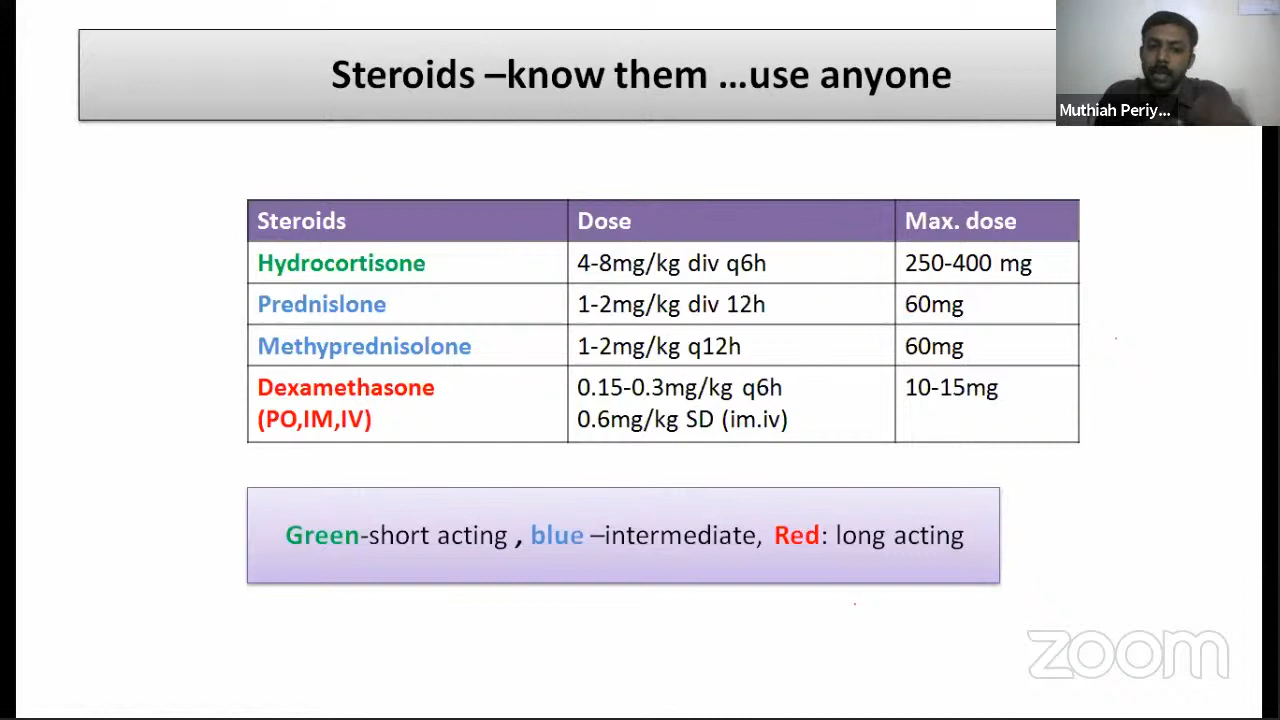 Steroids –know them ...use anyone
Muthiah Periy...
Steroids Dose Max. dose
Hydrocortisone 4-8mg/kg div q6h 250-400 mg
Prednislone 1-2mg/kg div 12h 60mg
Methyprednisolone 1-2mg/kg q12h 60mg
Dexamethasone 0.15-0.3mg/kg q6h 10-15mg
(PO,IM,IV) 0.6mg/kg SD (im.iv)
Green-short acting , blue –intermediate, Red: long acting
zoom